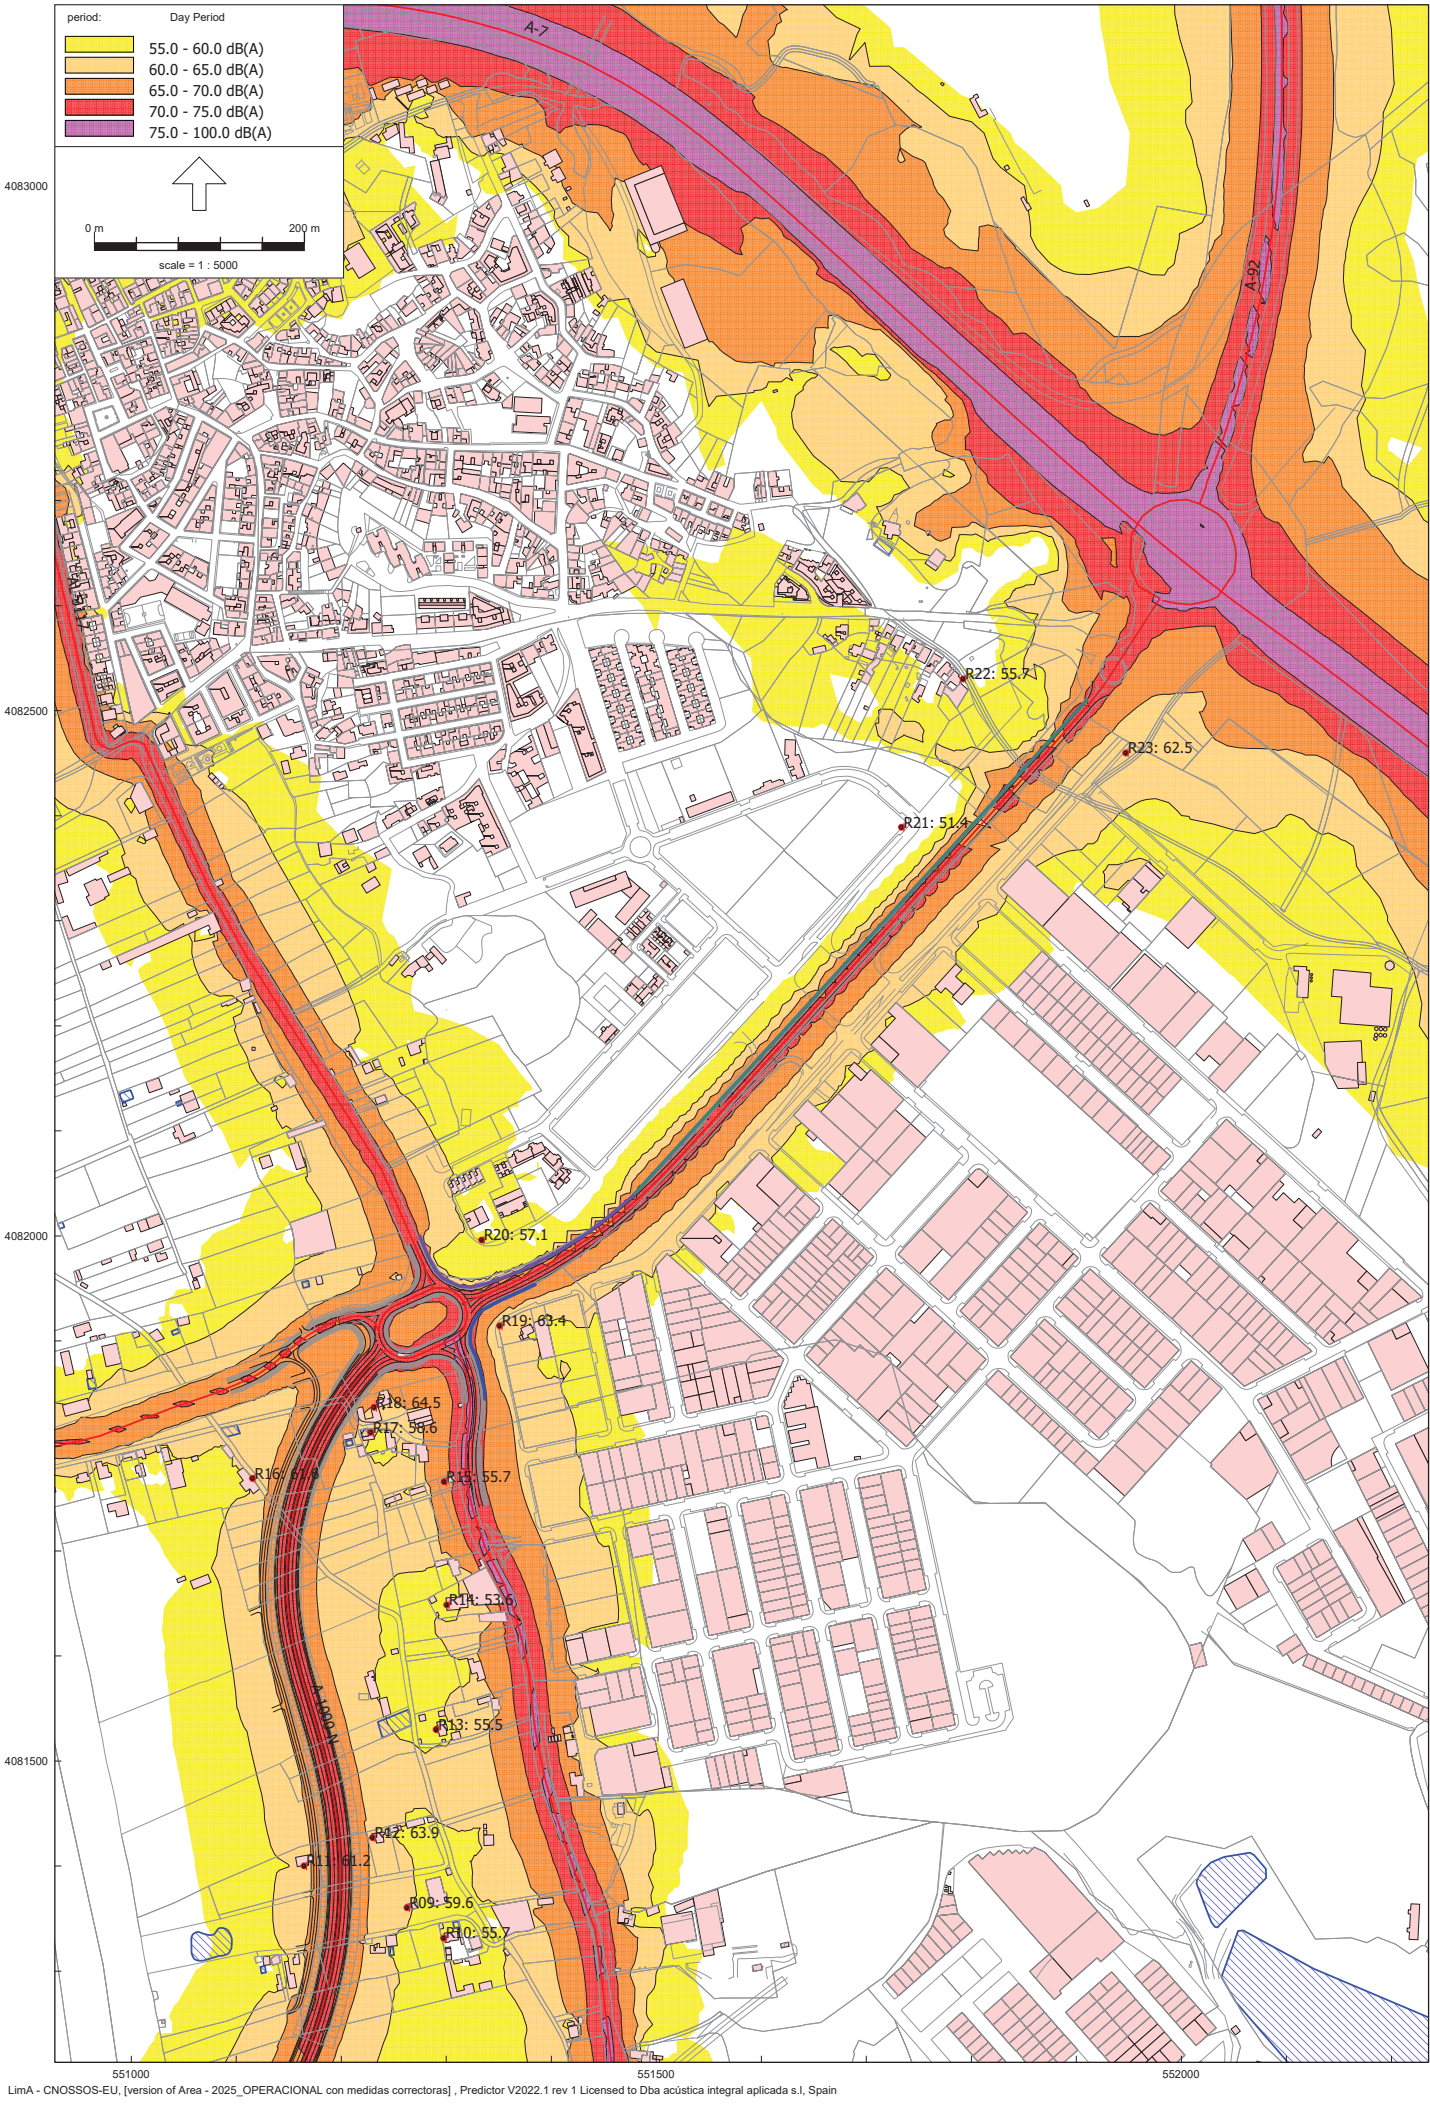 period: Day Period
55.0 - 60.0 dB(A)
60.0 - 65.0 dB(A)
65.0 - 70.0 dB(A)
70.0 - 75.0 dB(A)
75.0 - 100.0 dB(A)
0 m 200 m
scale = 1 : 5000
A-7
4083000
A-92
R22: 55.7
4082500
R23: 62.5
R21: 51.4
4082000
R20: 57.1
R19: 63.4
R18: 64.5
R17: 58.6
R16: 61.6
R15: 55.7
R14: 53.6
A-1000-N
R13: 55.5
4081500
R12: 63.9
R11: 61.2
R09: 59.6
R10: 55.7
551000 551500 552000
LimA - CNOSSOS-EU, [version of Area - 2025_OPERACIONAL con medidas correctoras] , Predictor V2022.1 rev 1 Licensed to Dba acústica integral aplicada s.l, Spain